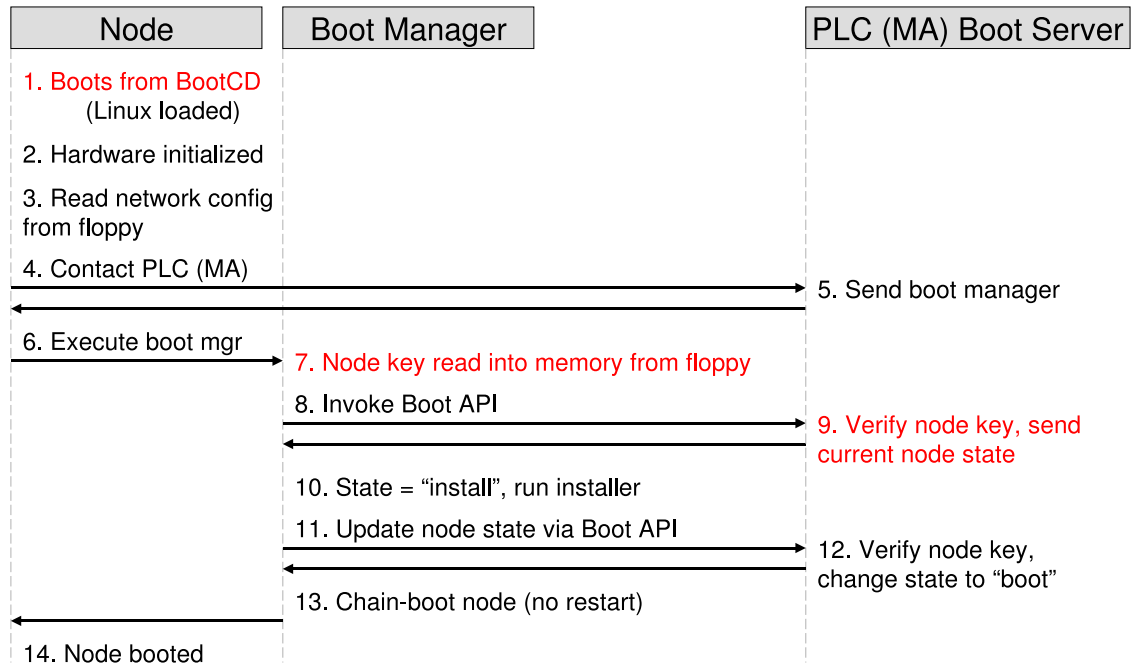 Node
Boot Manager
PLC (MA) Boot Server
1. Boots from BootCD
(Linux loaded)
2. Hardware initialized
3. Read network config
from floppy
4. Contact PLC (MA)
5. Send boot manager
6. Execute boot mgr
7. Node key read into memory from floppy
8. Invoke Boot API
9. Verify node key, send
current node state
10. State = “install”, run installer
11. Update node state via Boot API
12. Verify node key,
change state to “boot”
13. Chain-boot node (no restart)
14. Node booted